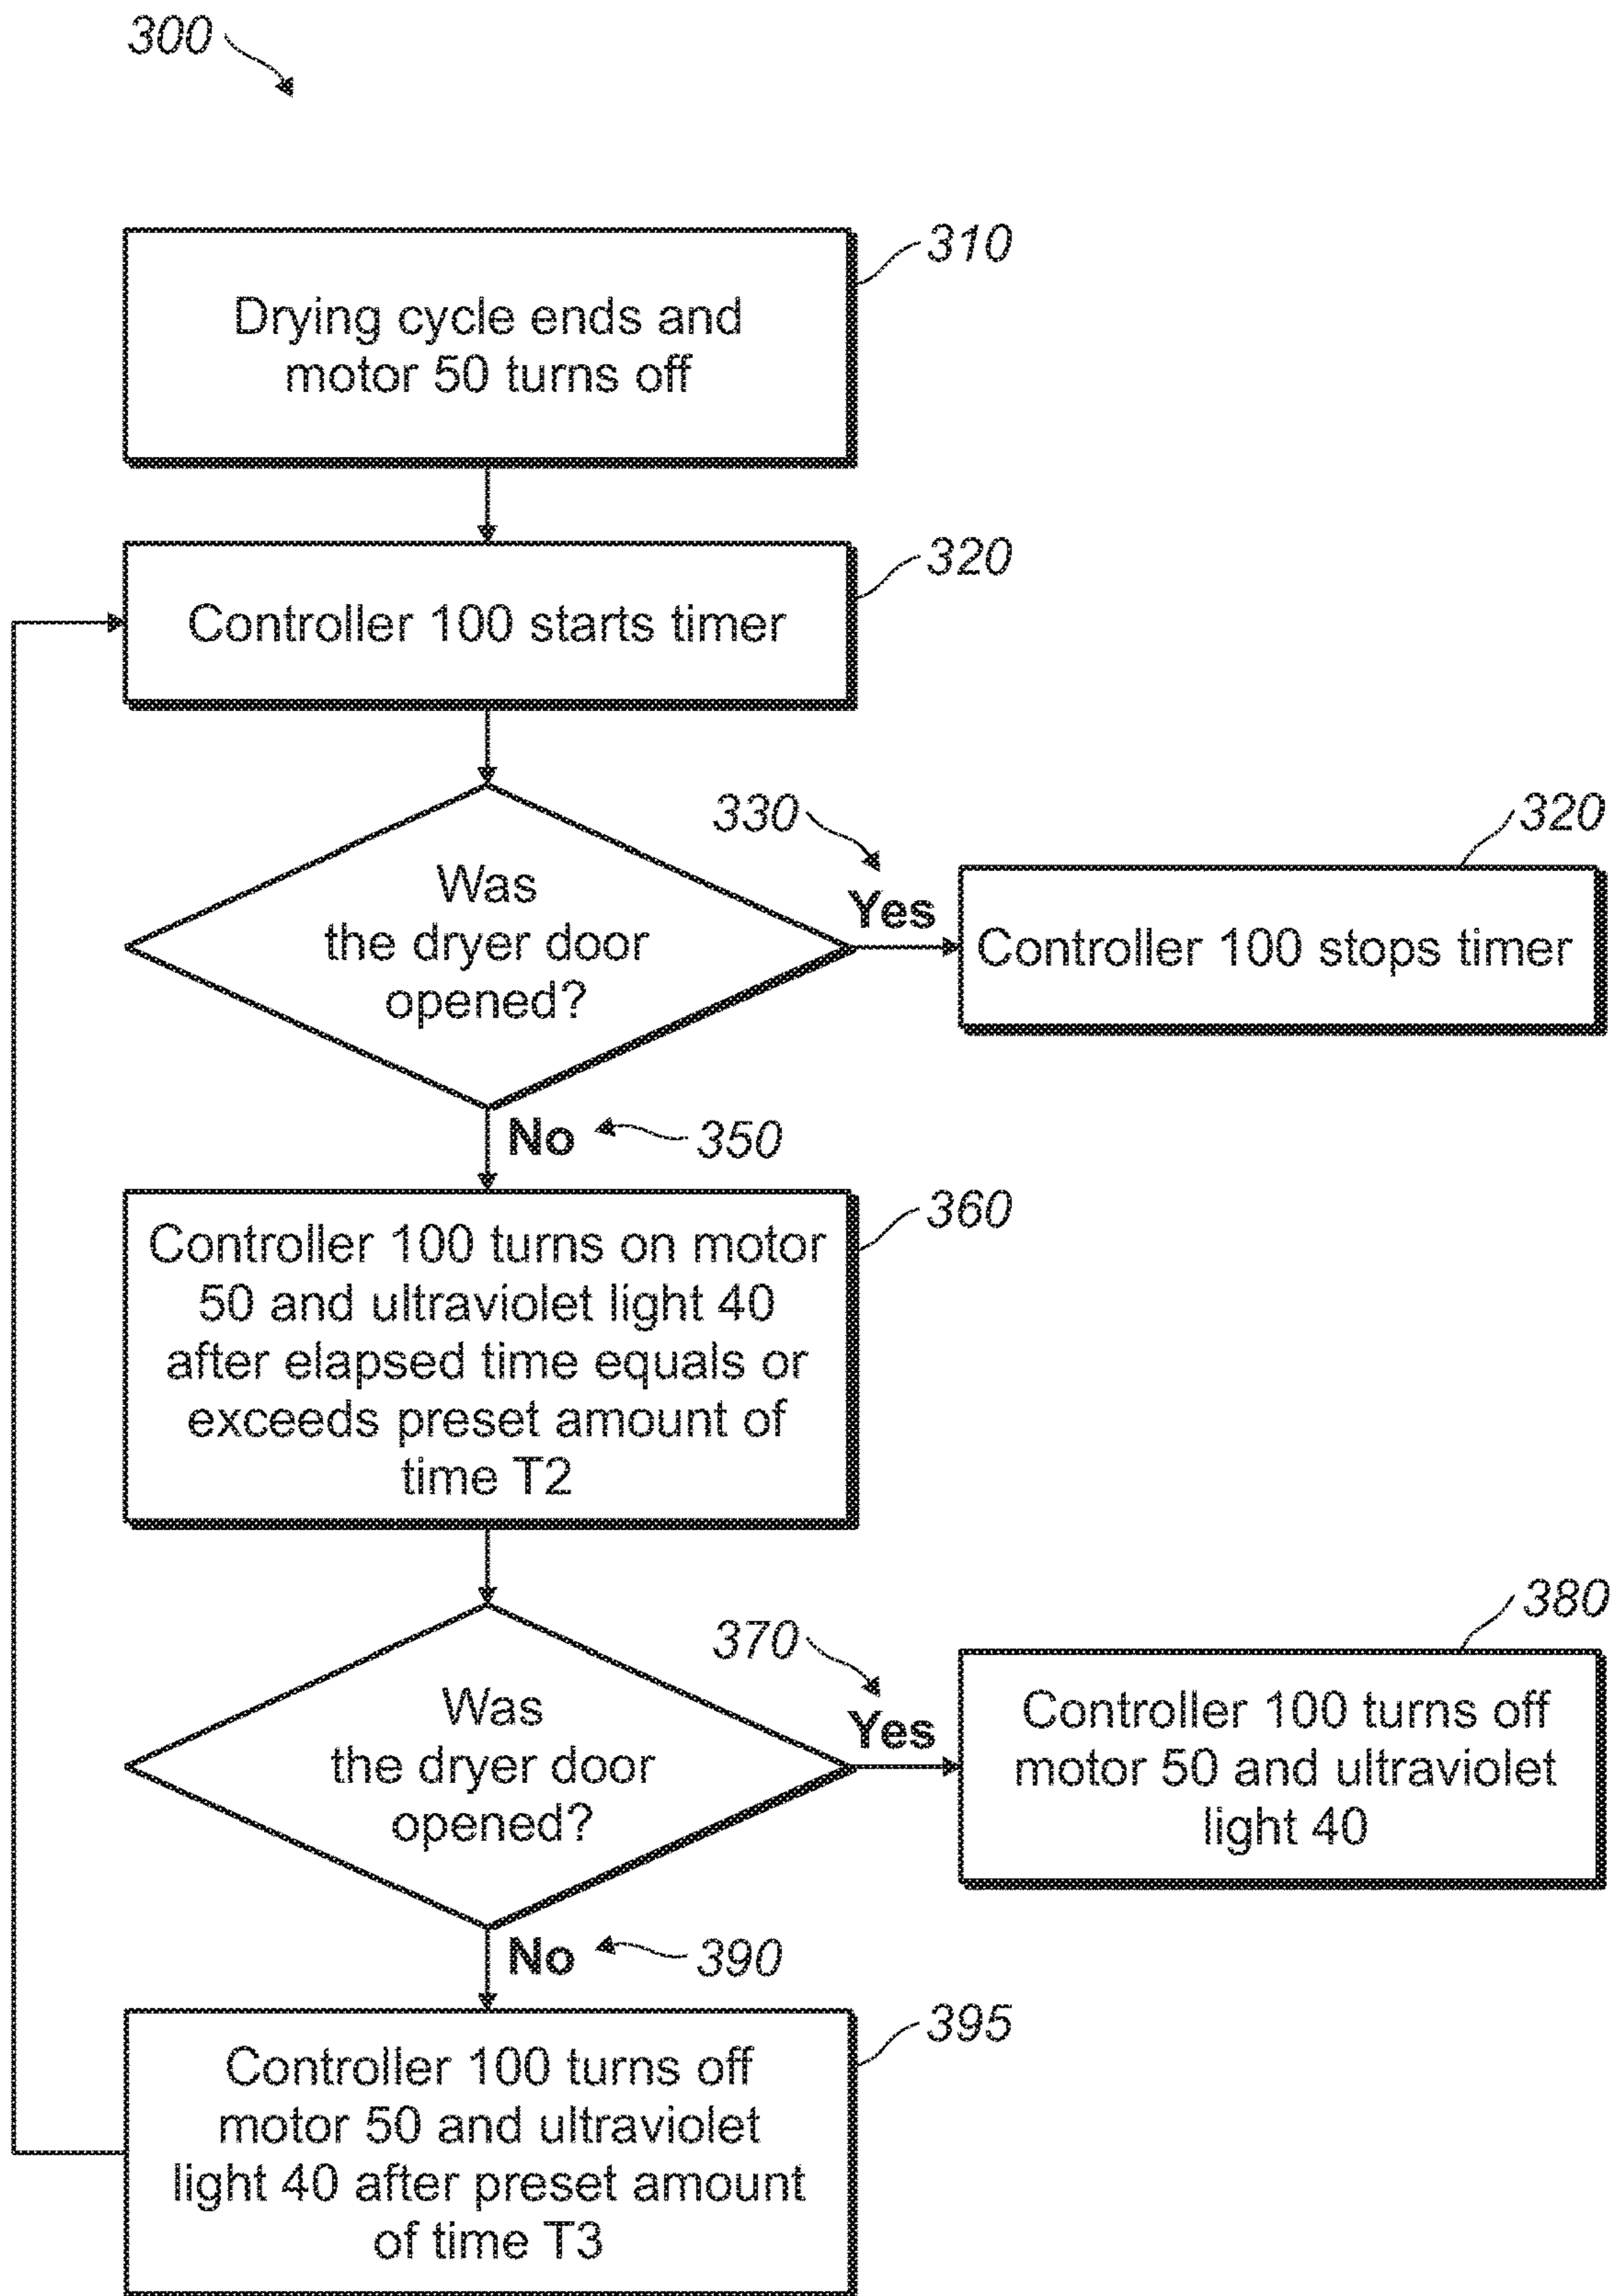 300
310
Drying cycle ends and
motor 50 turns off
320
Controller 100 starts timer
330
320
Was
the dryer door
opened?
Yes
Controller 100 stops timer
No
350
360
Controller 100 turns on motor
50 and ultraviolet light 40
after elapsed time equals or
exceeds preset amount of
time T2
370
380
Was
the dryer door
opened?
Yes
Controller 100 turns off
motor 50 and ultraviolet
light 40
No
390
395
Controller 100 turns off
motor 50 and ultraviolet
light 40 after preset amount
of time T3